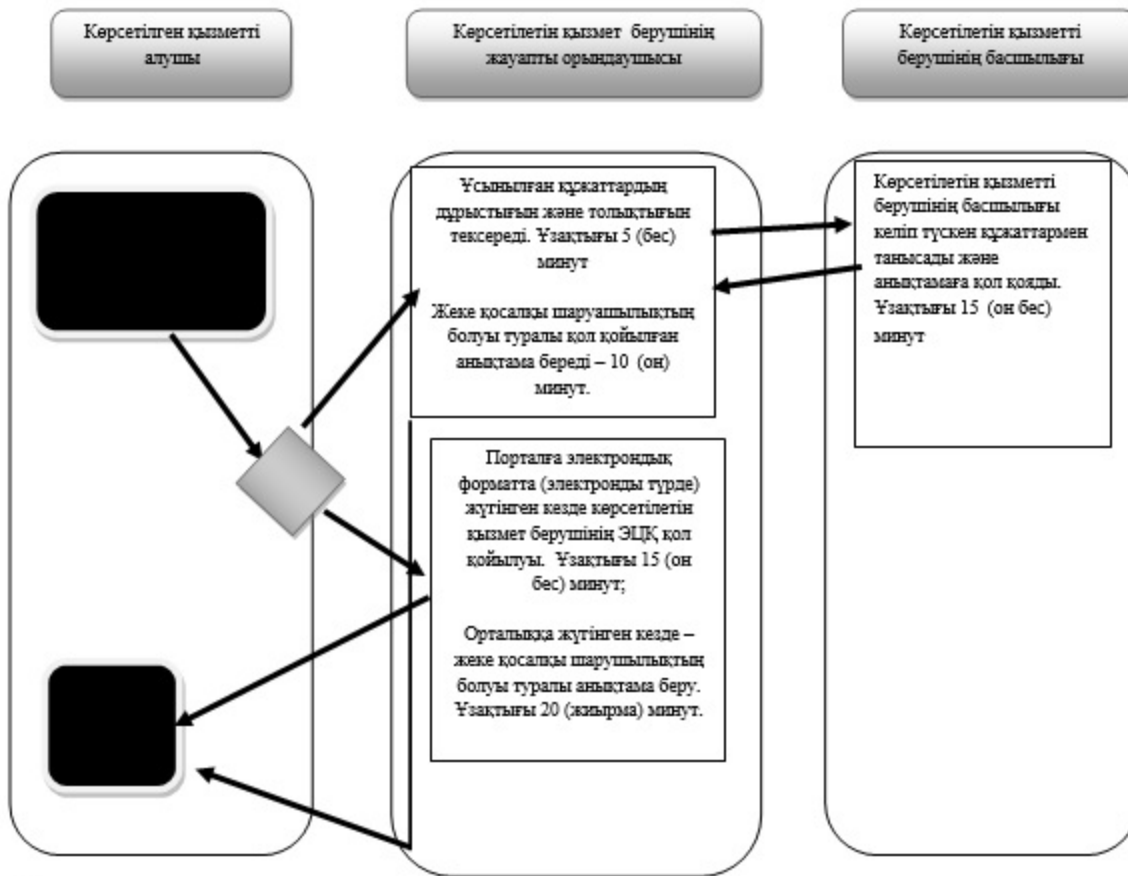 Көрсетілген қызметті
алушы
Көрсетілетін қызмет берушінің
жауапты орындаушысы
Көрсетілетін қызметті
берушінің басшылығы
Ұсынылған құжаттардың
дұрыстығын және толықтығын
тексереді. Ұзақтығы 5 (бес)
минут
Жеке қосалқы шаруашылықтың
болуы туралы қол қойылған
анықтама береді – 10 (он)
минут.
Порталға электрондық
форматта (электронды түрде)
жүгінген кезде көрсетілетін
қызмет берушінің ЭЦҚ қол
қойылуы. Ұзақтығы 15 (он
бес) минут;
Орталыққа жүгінген кезде –
жеке қосалқы шарушылықтың
болуы туралы анықтама беру.
Ұзақтығы 20 (жиырма) минут.
Көрсетілетін қызметті
берушінің басшылығы
келіп түскен құжаттармен
танысады және
анықтамаға қол қояды.
Ұзақтығы 15 (он бес)
минут